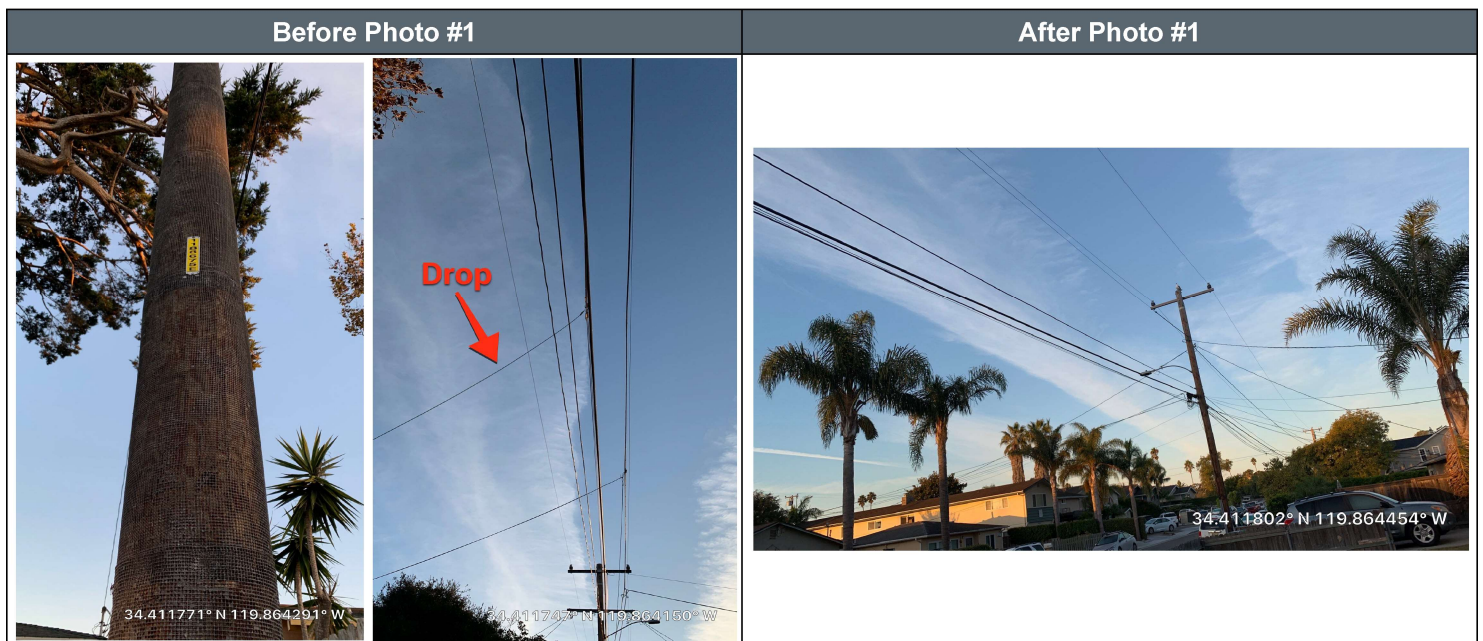 Before Photo #1
After Photo #1
Drop
34.411771° N 119.864291° W
34.411747° N 119.864150° W
34.411802° N 119.864454° W